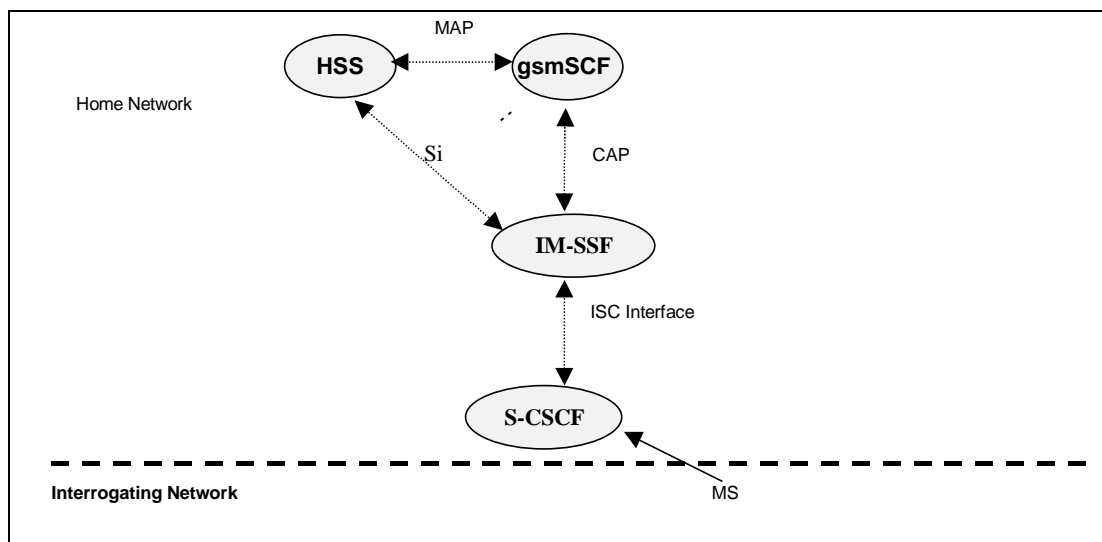 MAP
HSS
gsmSCF
Home Network
Si
CAP
IM-SSF
ISC Interface
S-CSCF
Interrogating Network
MS